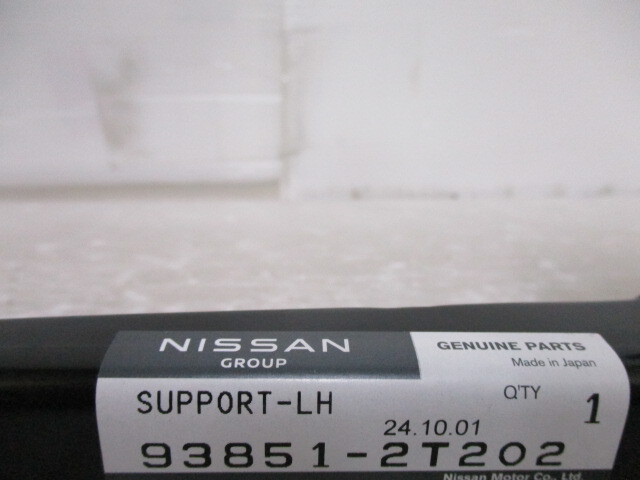 NISSAN
GROUP
GENUINE PARTS
Made in Japan
SUPPORT-LH
Q'TY 1
24.10.01
93851-2T202
Nissan Motor Co., Ltd.